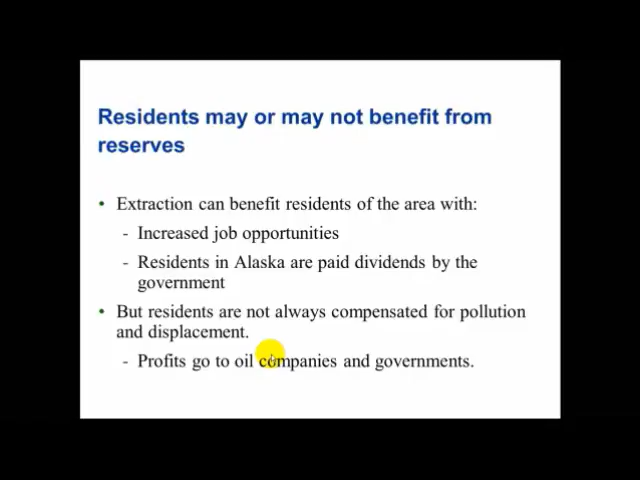 Residents may or may not benefit from
reserves
• Extraction can benefit residents of the area with:
- Increased job opportunities
- Residents in Alaska are paid dividends by the
government
• But residents are not always compensated for pollution
and displacement.
- Profits go to oil companies and governments.